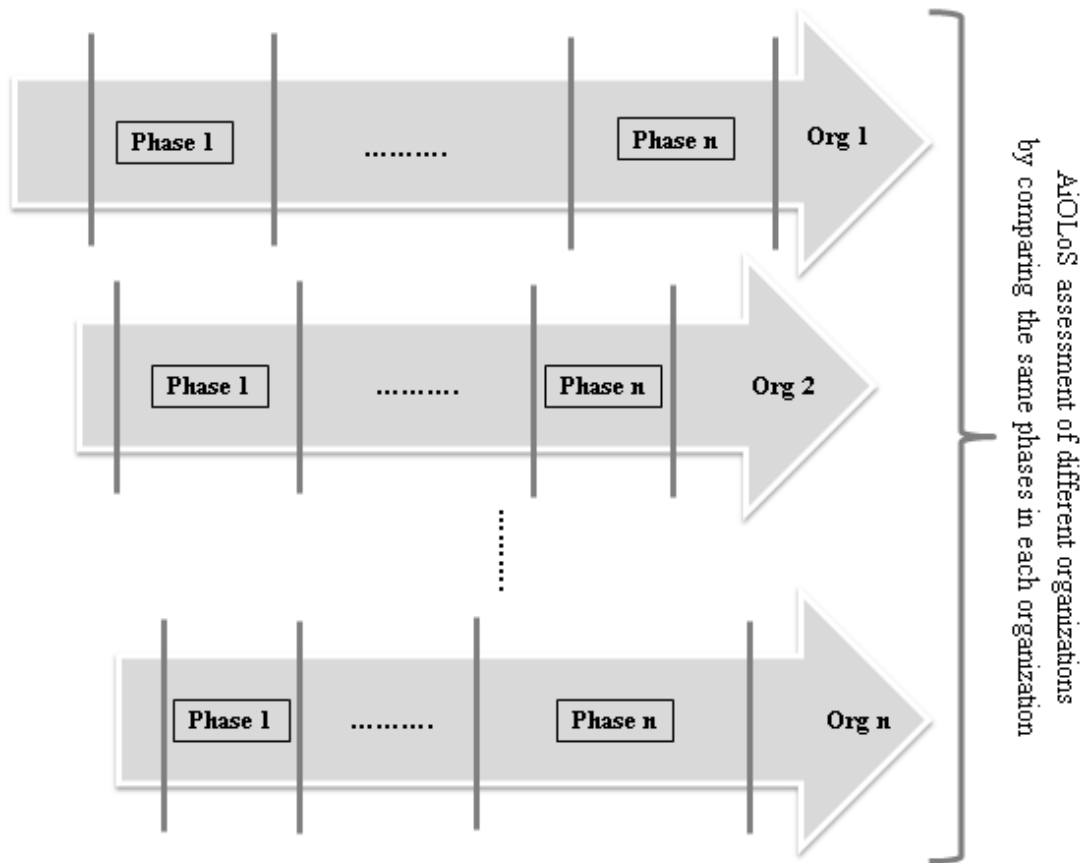 Phase 1
……….
Phase n
Org 1
Phase 1
……….
Phase n
Org 2
Phase 1
……….
Phase n
Org n
AiOLoS assessment of different organizations
by comparing the same phases in each organization